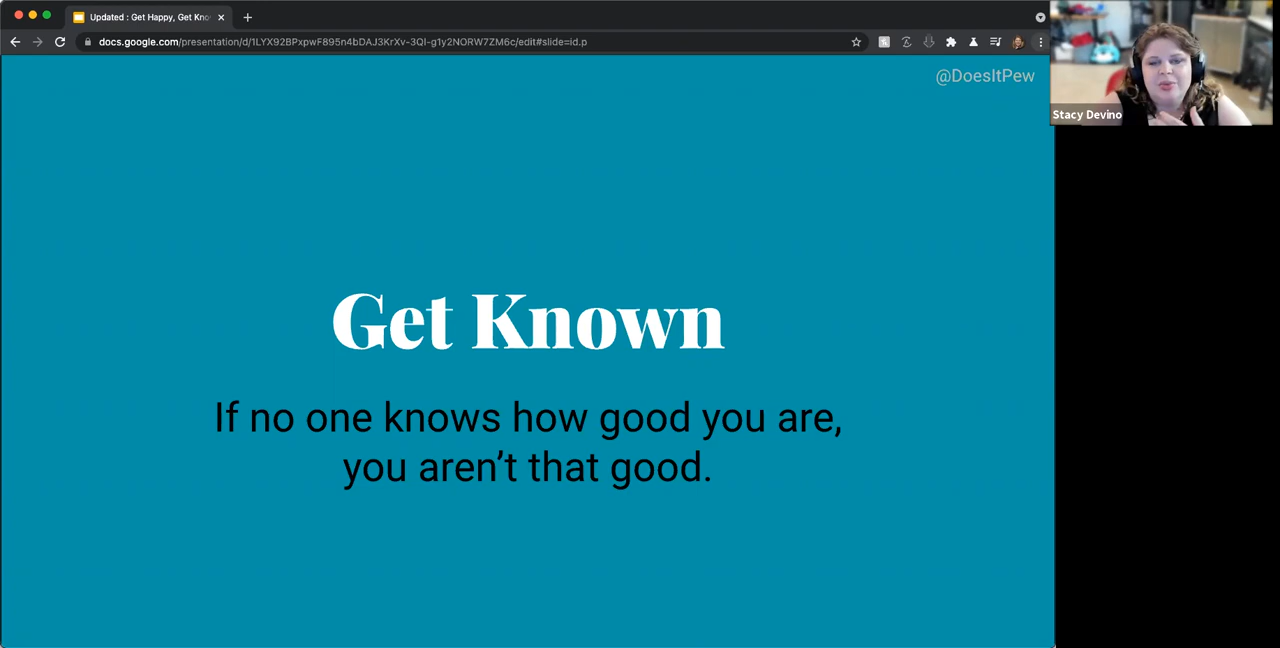 Updated : Get Happy, Get Kno
docs.google.com/presentation/d/1LYX92BPxpwF895n4bDAJ3KrXv-3Ql-g1y2NORW7ZM6c/edit#slide=id.p
@DoesItPew
Stacy Devino
Get Known
If no one knows how good you are,
you aren’t that good.